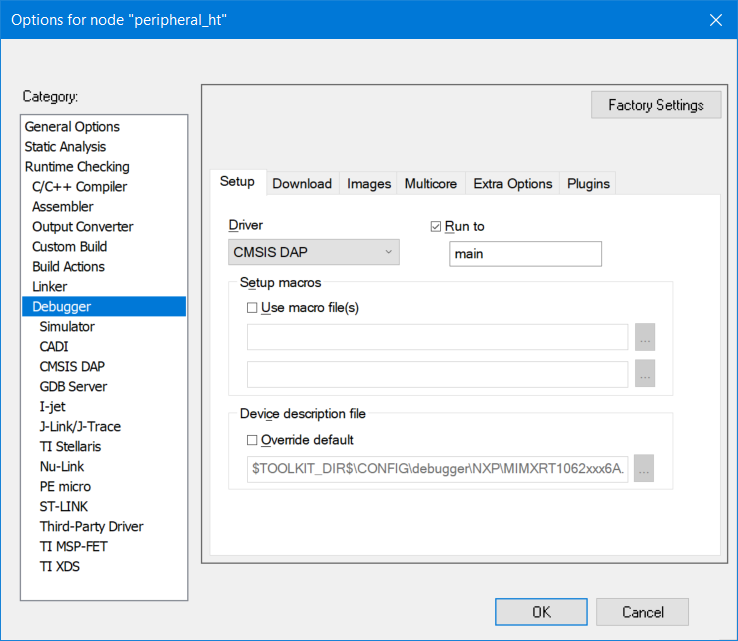 Options for node "peripheral_ht"
Category:
General Options
Static Analysis
Runtime Checking
C/C++ Compiler
Assembler
Output Converter
Custom Build
Build Actions
Linker
Debugger
Simulator
CADI
CMSIS DAP
GDB Server
I-jet
J-Link/J-Trace
TI Stellaris
Nu-Link
PE micro
ST-LINK
Third-Party Driver
TI MSP-FET
TI XDS
Factory Settings
Setup Download Images Multicore Extra Options Plugins
Driver
CMSIS DAP
Run to
main
Setup macros
Use macro file(s)
...
...
Device description file
Override default
$TOOLKIT_DIR$\CONFIG\debugger\NXP\MIMXRT1062xxx6A.
...
OK Cancel